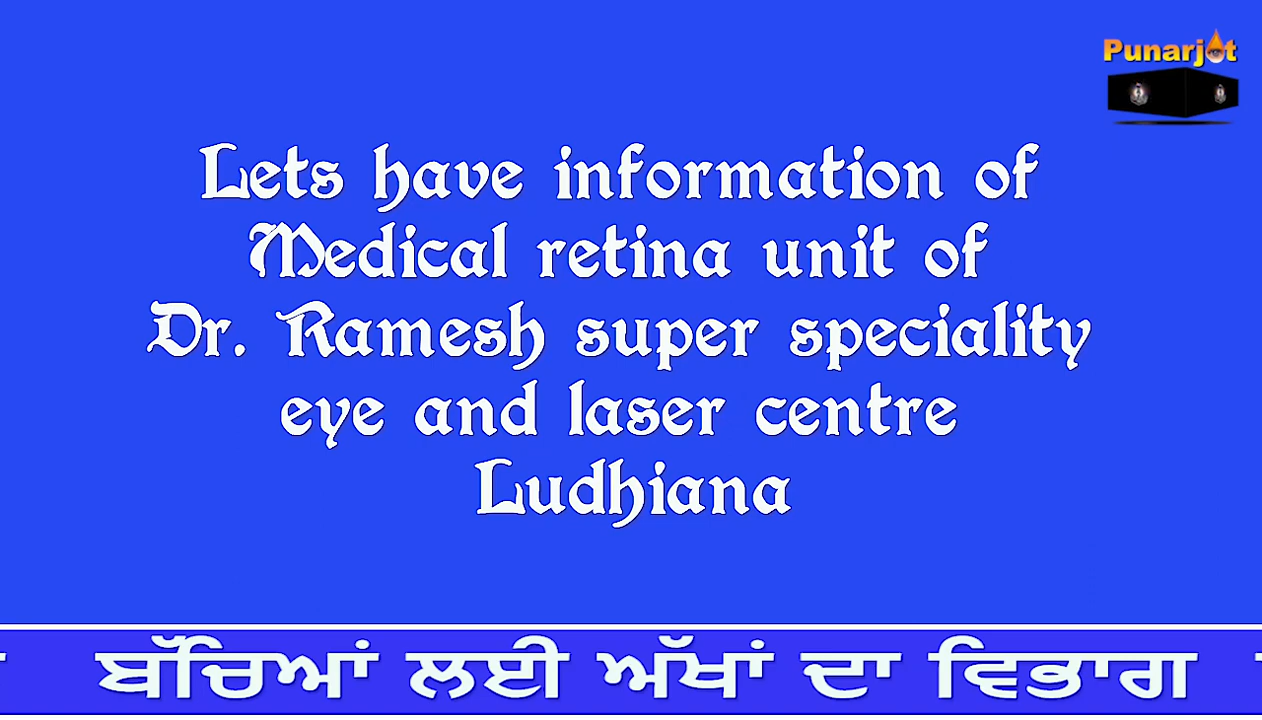 Punarjot
Lets have information of
Medical retina unit of
Dr. Ramesh super speciality
eye and laser centre
Ludhiana
ਬੱਚਿਆਂ ਲਈ ਅੱਖਾਂ ਦਾ ਵਿਭਾਗ